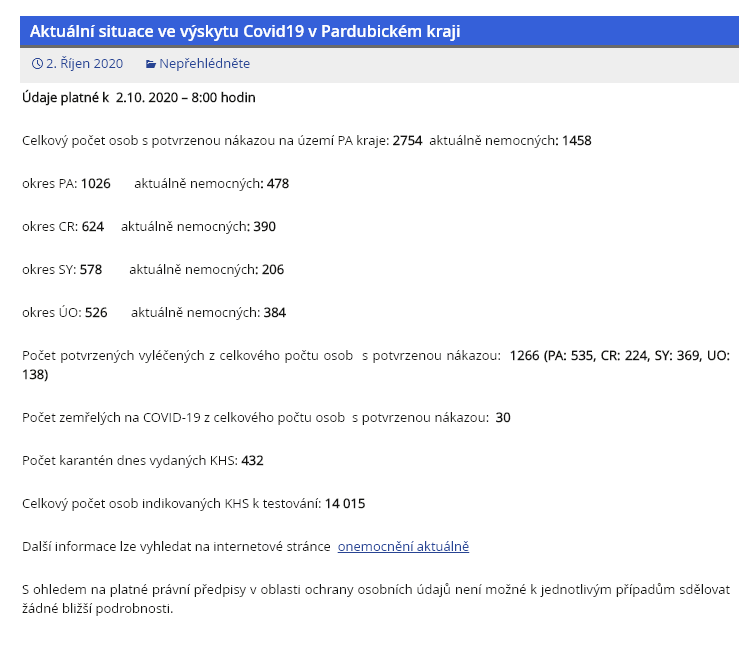 Aktuální situace ve výskytu Covid19 v Pardubickém kraji
2. Říjen 2020 Nepřehlédněte
Údaje platné k 2.10. 2020 – 8:00 hodin
Celkový počet osob s potvrzenou nákazou na území PA kraje: 2754 aktuálně nemocných: 1458
okres PA: 1026 aktuálně nemocných: 478
okres CR: 624 aktuálně nemocných: 390
okres SY: 578 aktuálně nemocných: 206
okres ÚO: 526 aktuálně nemocných: 384
Počet potvrzených vyléčených z celkového počtu osob s potvrzenou nákazou: 1266 (PA: 535, CR: 224, SY: 369, UO:
138)
Počet zemřelých na COVID-19 z celkového počtu osob s potvrzenou nákazou: 30
Počet karantén dnes vydaných KHS: 432
Celkový počet osob indikovaných KHS k testování: 14 015
Další informace lze vyhledat na internetové stránce onemocnění aktuálně
S ohledem na platné právní předpisy v oblasti ochrany osobních údajů není možné k jednotlivým případům sdělovat
žádné bližší podrobnosti.